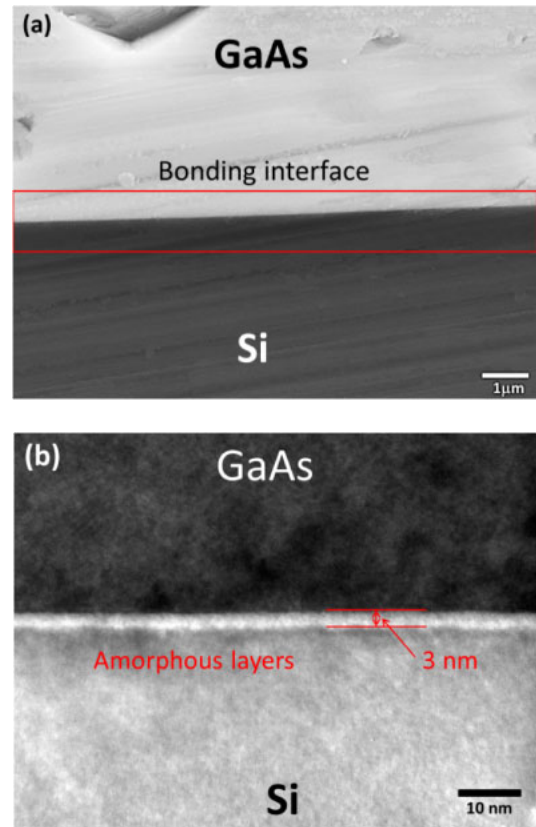 (a)
GaAs
Bonding interface
Si
1μm
(b)
GaAs
Amorphous layers
3 nm
Si
10 nm